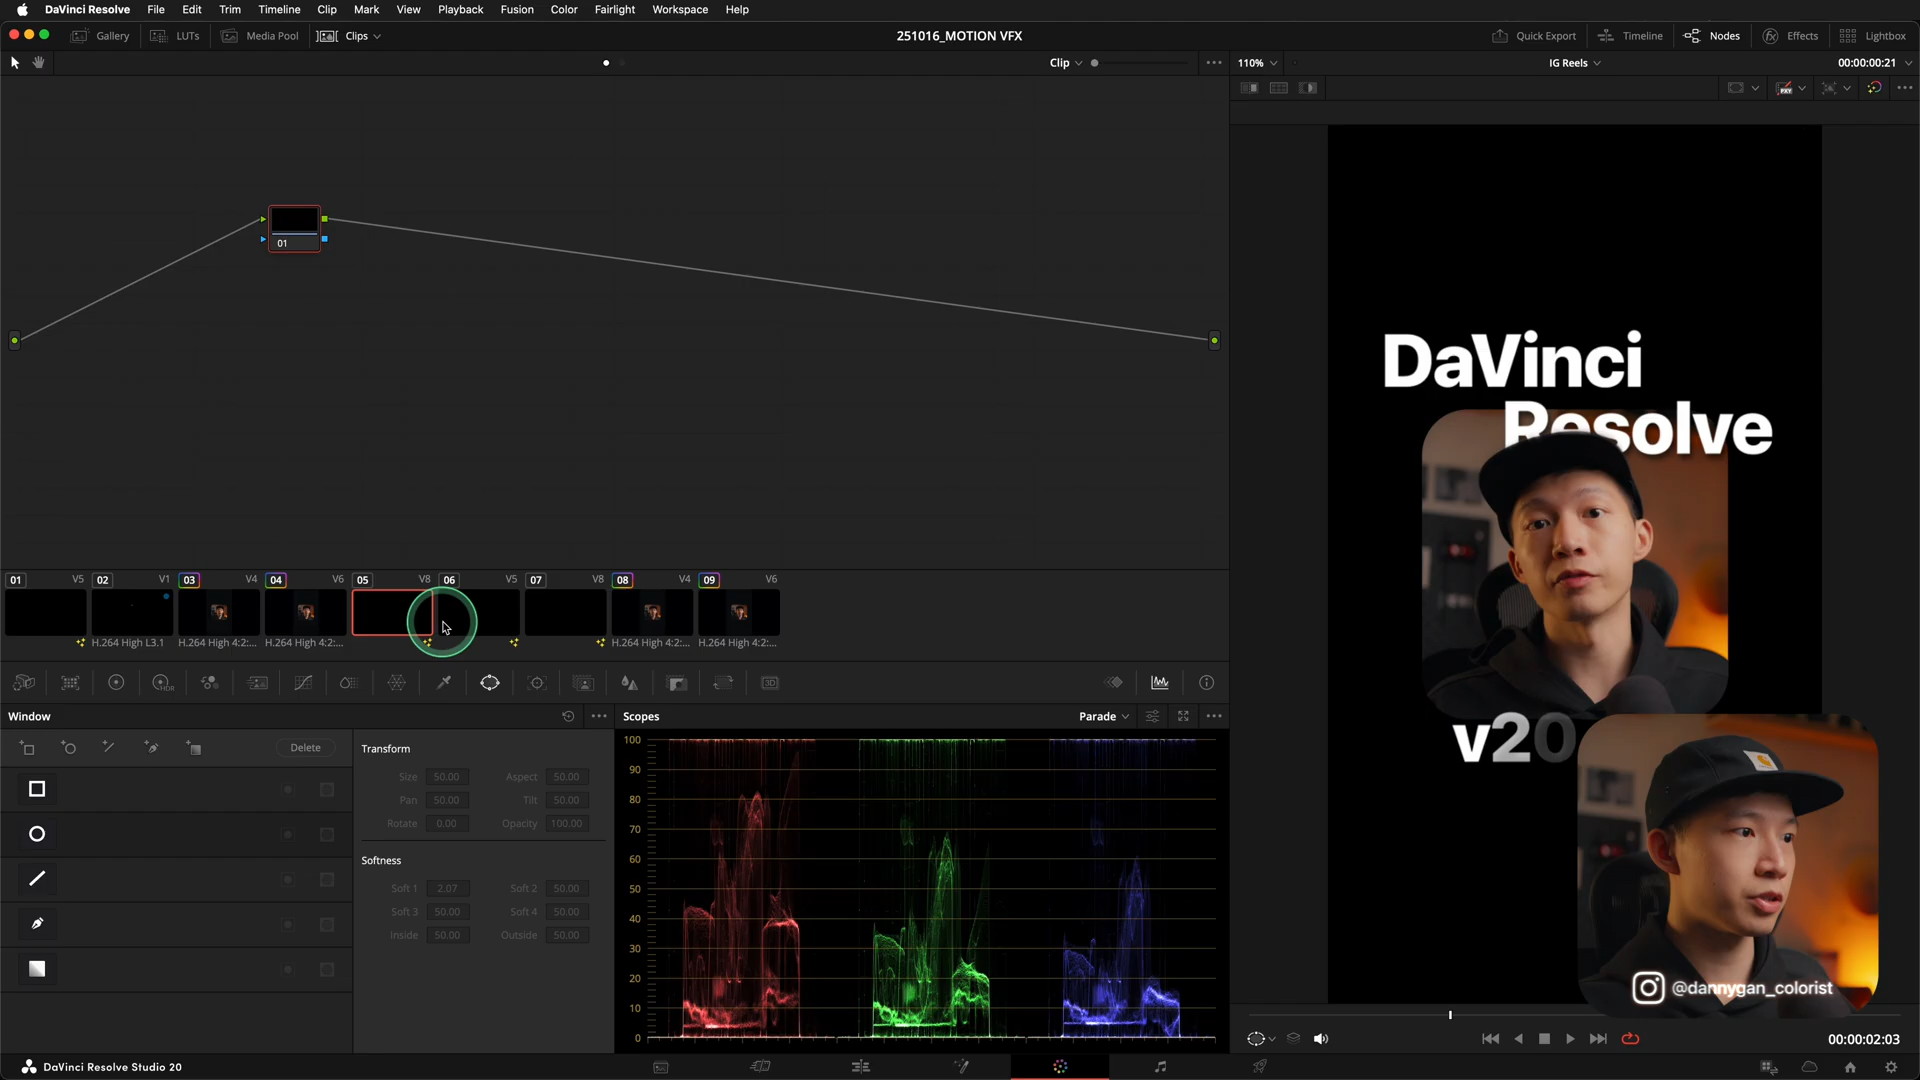 DaVinci Resolve File Edit Trim Timeline Clip Mark View Playback Fusion Color Fairlight Workspace Help
Gallery LUTs Media Pool Clips 251016_MOTION VFX Quick Export Timeline Nodes Effects Lightbox
Clip 110% IG Reels 00:00:00:21
01
DaVinci
Resolve
v20
@dannygan_colorist
01 V5 02 V1 03 V4 04 V6 05 V8 06 V5 07 V8 08 V4 09 V6
H.264 High L3.1 H.264 High 4:2:... H.264 High 4:2:... H.264 High 4:2:... H.264 High 4:2:...
HDR
3D
Window
Delete
Transform
Size 50.00 Aspect 50.00
Pan 50.00 Tilt 50.00
Rotate 0.00 Opacity 100.00
Softness
Soft 1 2.07 Soft 2 50.00
Soft 3 50.00 Soft 4 50.00
Inside 50.00 Outside 50.00
Scopes Parade
100
90
80
70
60
50
40
30
20
10
0
00:00:02:03
DaVinci Resolve Studio 20